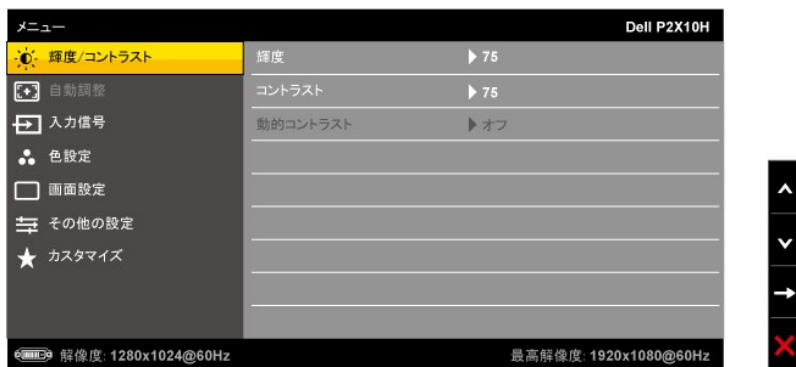 メニュー
Dell P2X10H
輝度/コントラスト
輝度
75
自動調整
コントラスト
75
入力信号
動的コントラスト
オフ
色設定
画面設定
その他の設定
カスタマイズ
解像度: 1280x1024@60Hz
最高解像度: 1920x1080@60Hz